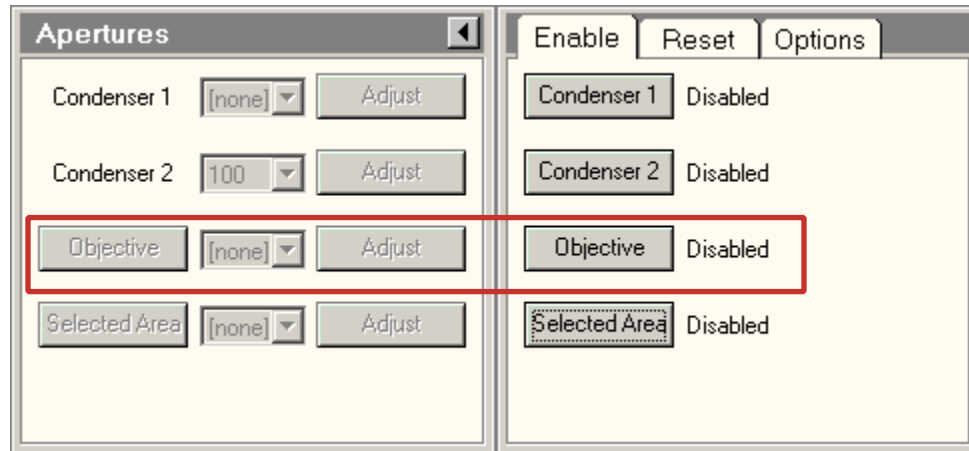 Apertures
Enable Reset Options
Condenser 1 [none] Adjust Condenser 1 Disabled
Condenser 2 100 Adjust Condenser 2 Disabled
Objective [none] Adjust Objective Disabled
Selected Area [none] Adjust Selected Area Disabled